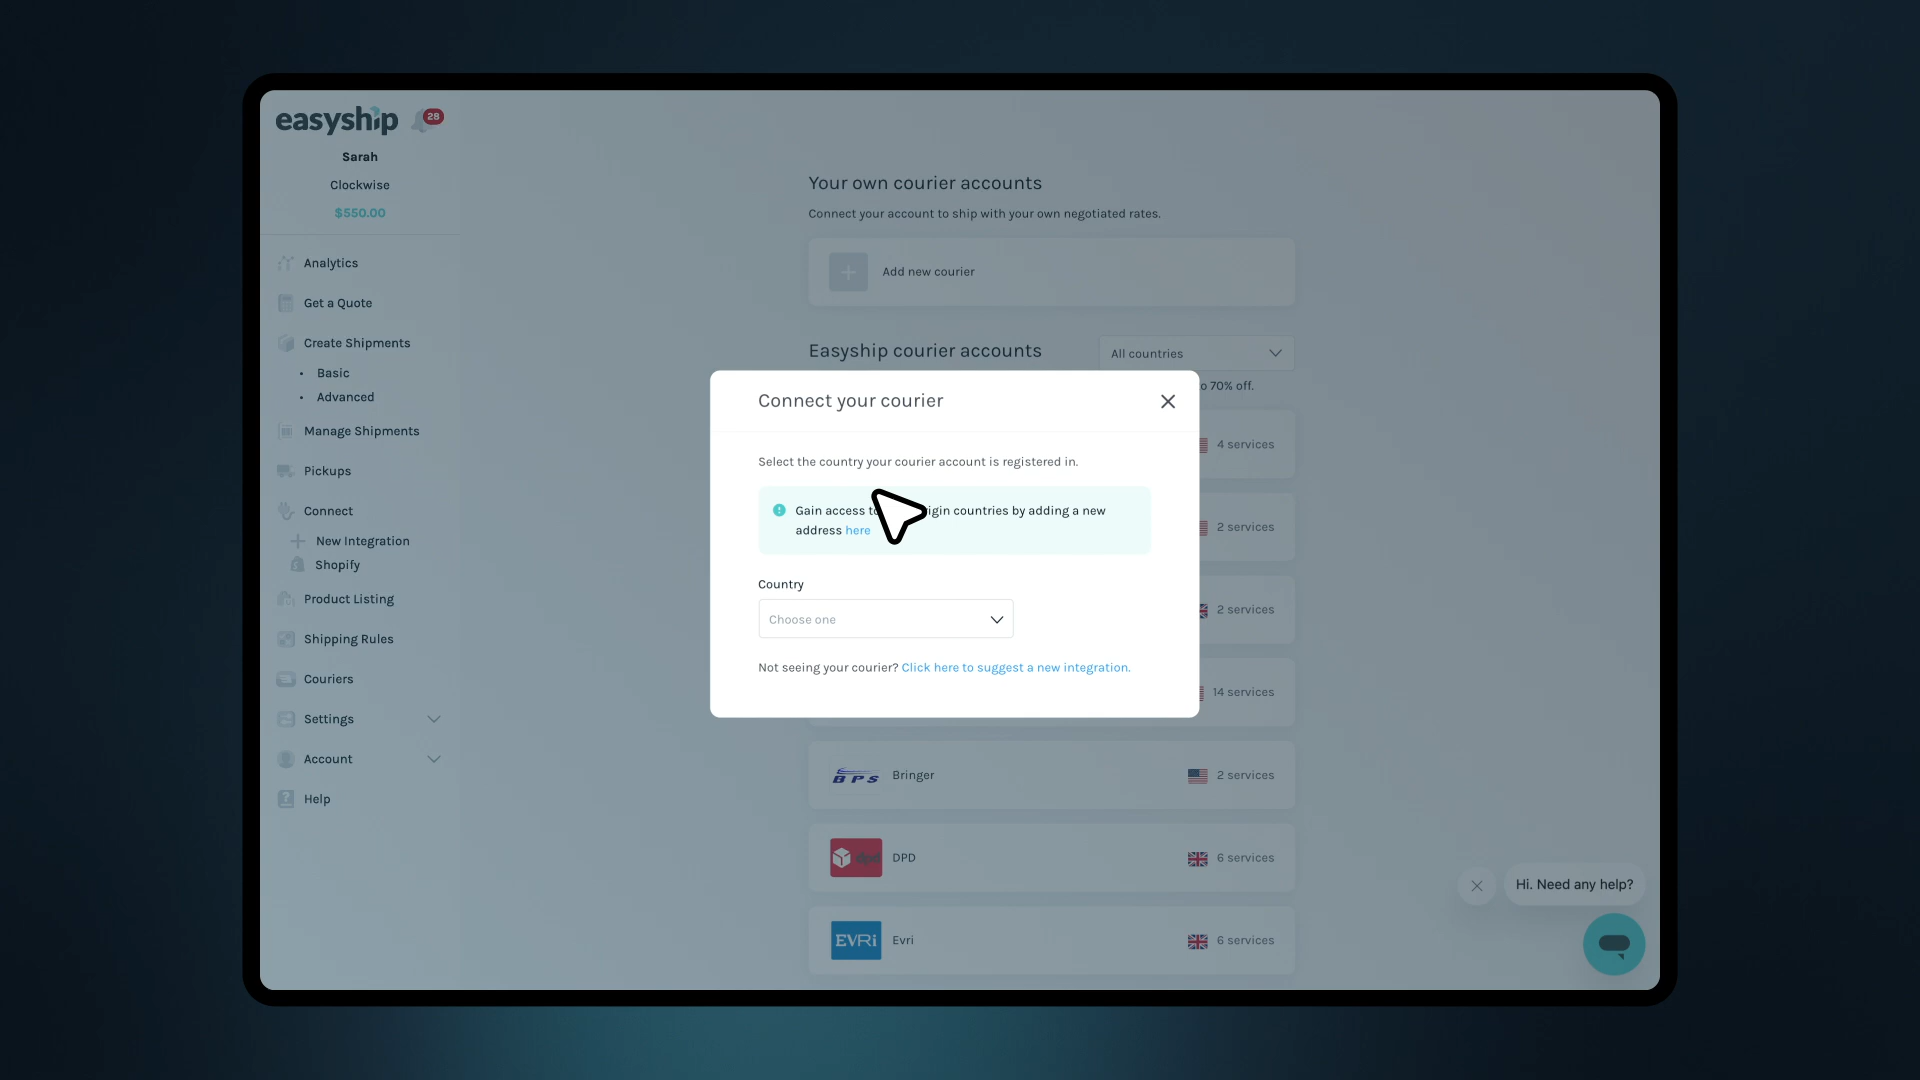 easyship
28
Sarah
Clockwise
$550.00
Analytics
Get a Quote
Create Shipments
Basic
Advanced
Manage Shipments
Pickups
Connect
New Integration
Shopify
Product Listing
Shipping Rules
Couriers
Settings
Account
Help
Your own courier accounts
Connect your account to ship with your own negotiated rates.
Add new courier
Easyship courier accounts
All countries
70% off.
4 services
2 services
2 services
14 services
Connect your courier
Select the country your courier account is registered in.
Gain access countries by adding a new
address here
Country
Choose one
Not seeing your courier? Click here to suggest a new integration.
BPS Bringer 2 services
dpd DPD 6 services
EVRi Evri 6 services
Hi. Need any help?